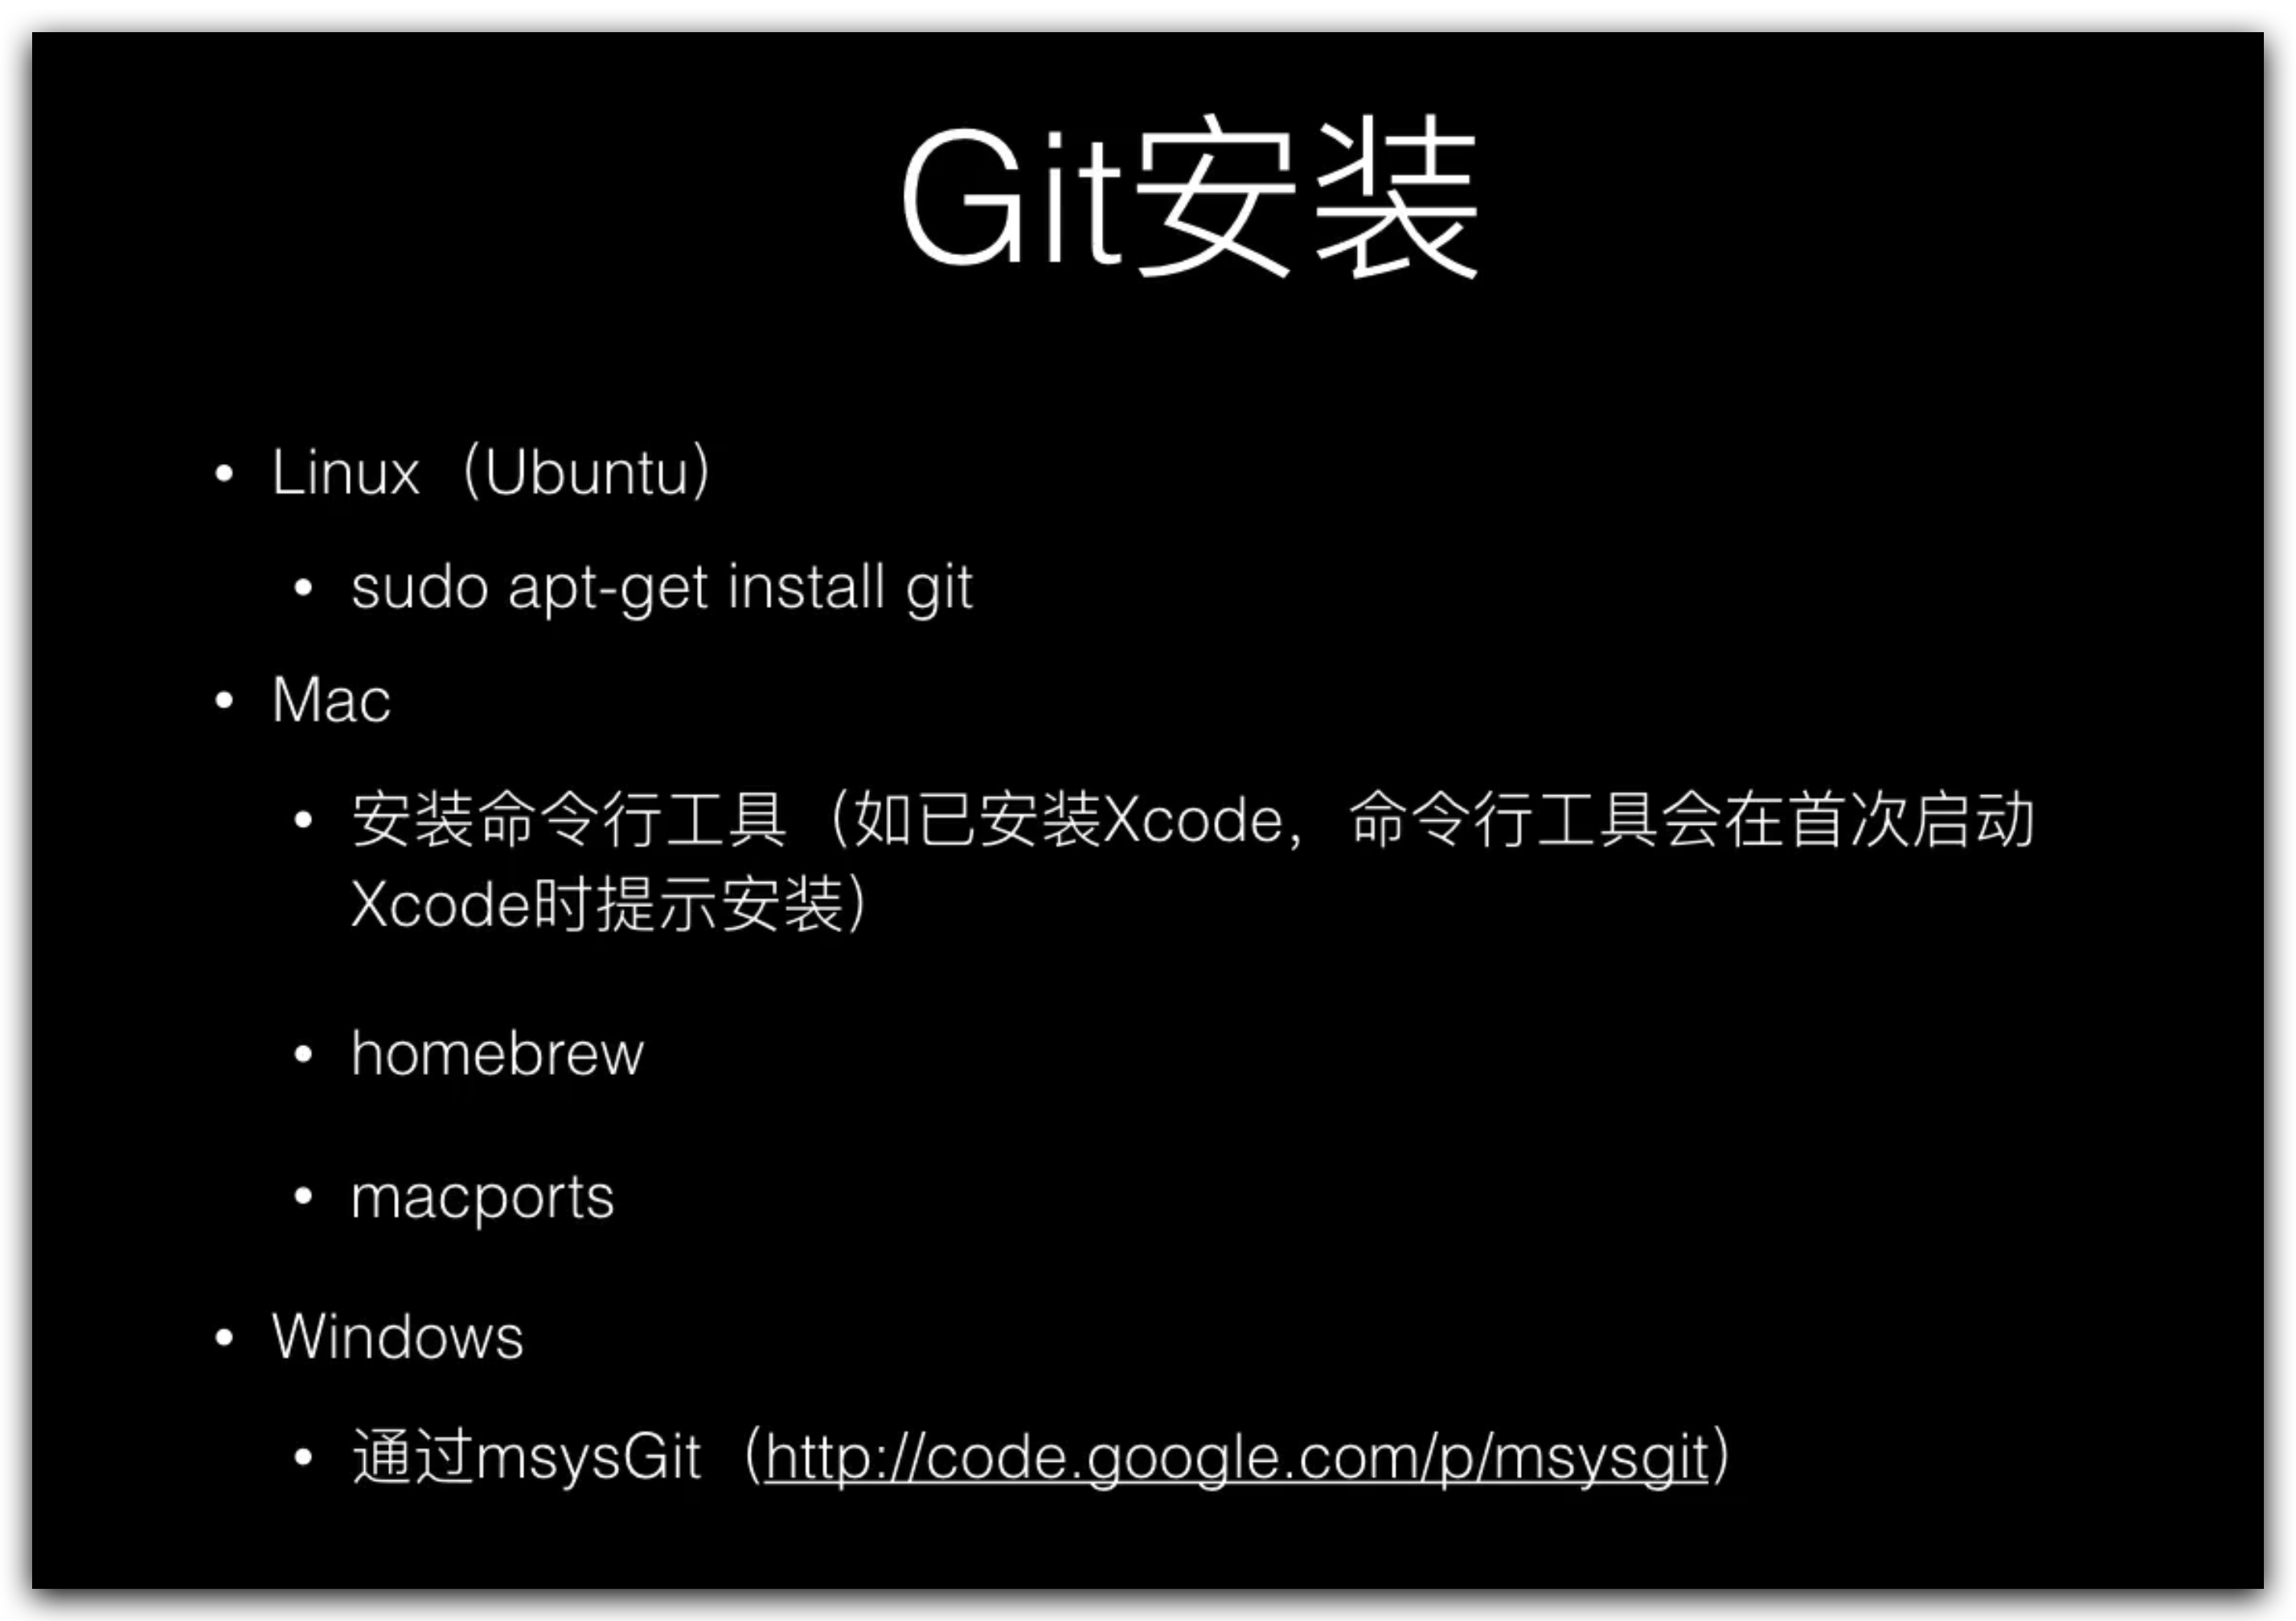 Git安装
• Linux（Ubuntu）
• sudo apt-get install git
• Mac
• 安装命令行工具（如已安装Xcode，命令行工具会在首次启动
Xcode时提示安装）
• homebrew
• macports
• Windows
• 通过msysGit（http://code.google.com/p/msysgit）